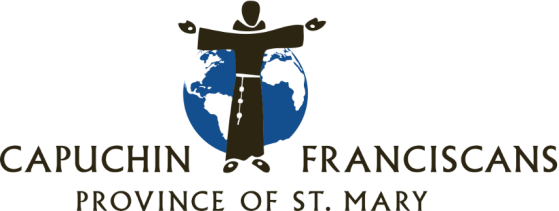 CAPUCHIN FRANCISCANS
PROVINCE OF ST. MARY